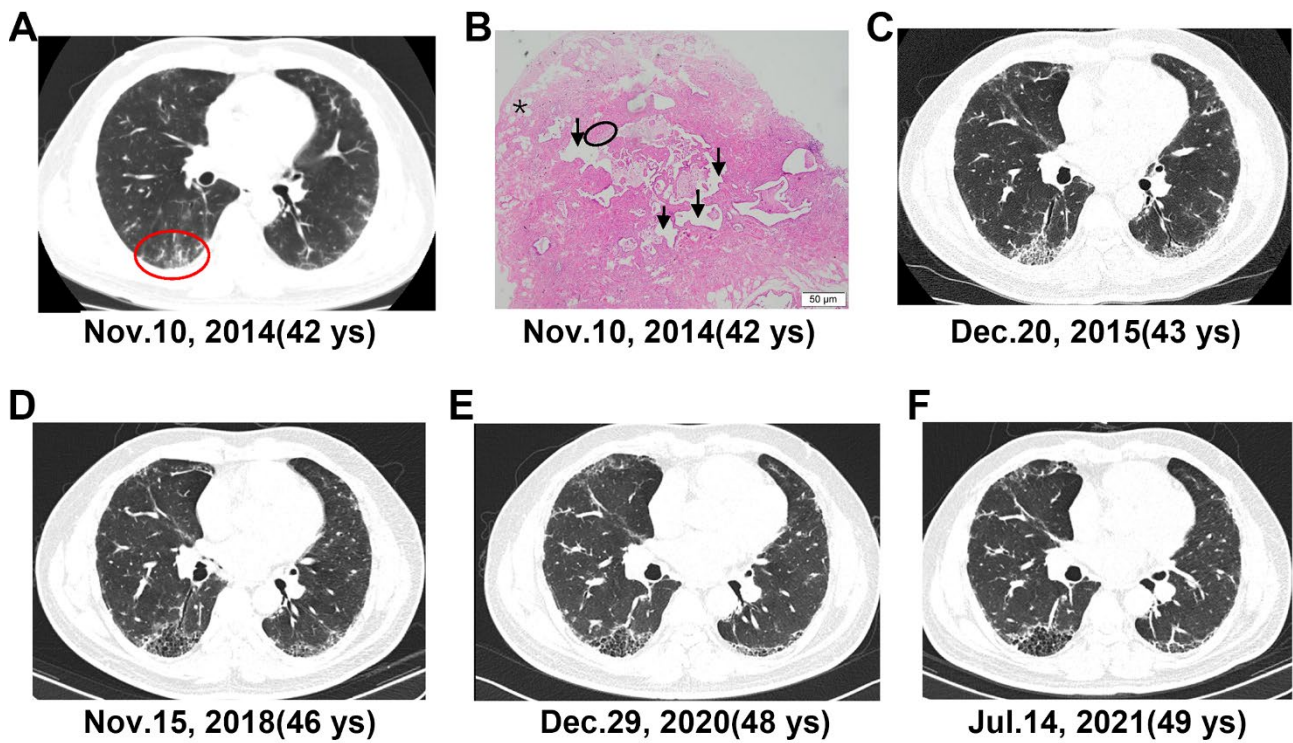 A
B
C
*
50 µm
Nov.10, 2014(42 ys)
Nov.10, 2014(42 ys)
Dec.20, 2015(43 ys)
D
E
F
Nov.15, 2018(46 ys)
Dec.29, 2020(48 ys)
Jul.14, 2021(49 ys)